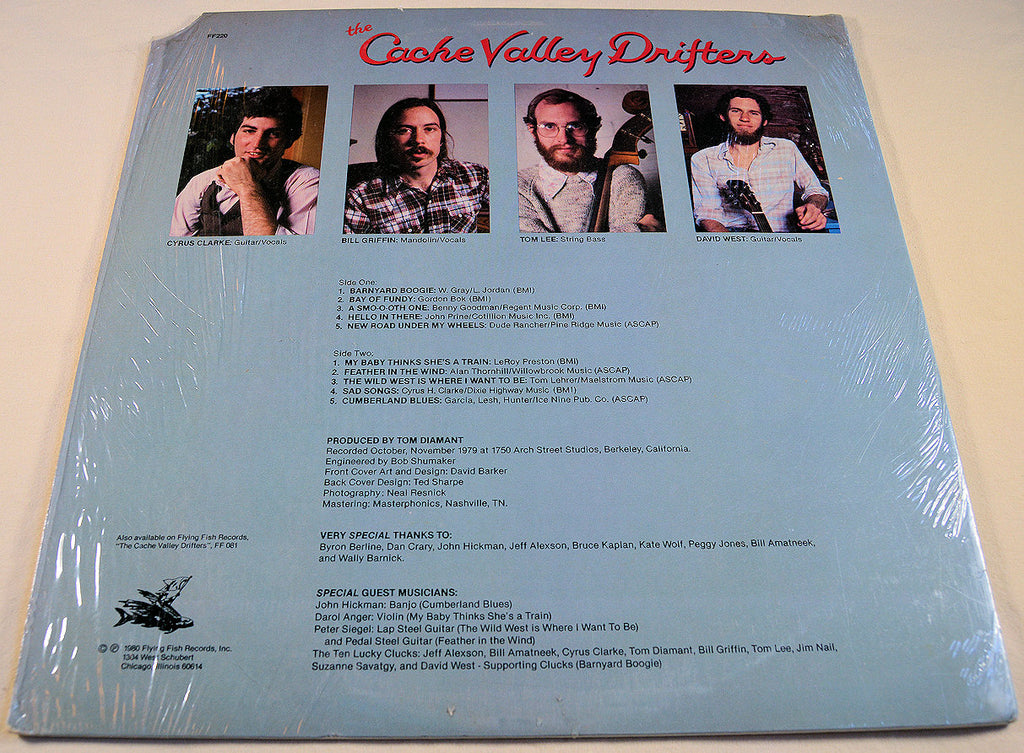 FF220
the
Cache Valley Drifters
CYRUS CLARKE: Guitar/Vocals
BILL GRIFFIN: Mandolin/Vocals
TOM LEE: String Bass
DAVID WEST: Guitar/Vocals
Side One:
1. BARNYARD BOOGIE: W. Gray/L. Jordan (BMI)
2. BAY OF FUNDY: Gordon Bok (BMI)
3. A SMO-O-OTH ONE: Benny Goodman/Regent Music Corp. (BMI)
4. HELLO IN THERE: John Prine/Cotillion Music Inc. (BMI)
5. NEW ROAD UNDER MY WHEELS: Dude Rancher/Pine Ridge Music (ASCAP)
Side Two:
1. MY BABY THINKS SHE'S A TRAIN: LeRoy Preston (BMI)
2. FEATHER IN THE WIND: Alan Thornhill/Willowbrook Music (ASCAP)
3. THE WILD WEST IS WHERE I WANT TO BE: Tom Lehrer/Maelstrom Music (ASCAP)
4. SAD SONGS: Cyrus H. Clarke/Dixie Highway Music (BMI)
5. CUMBERLAND BLUES: Garcia, Lesh, Hunter/Ice Nine Pub. Co. (ASCAP)
PRODUCED BY TOM DIAMANT
Recorded October, November 1979 at 1750 Arch Street Studios, Berkeley, California.
Engineered by Bob Shumaker
Front Cover Art and Design: David Barker
Back Cover Design: Ted Sharpe
Photography: Neal Resnick
Mastering: Masterphonics, Nashville, TN.
Also available on Flying Fish Records,
"The Cache Valley Drifters", FF 081
VERY SPECIAL THANKS TO:
Byron Berline, Dan Crary, John Hickman, Jeff Alexson, Bruce Kaplan, Kate Wolf, Peggy Jones, Bill Amatneek,
and Wally Barnick.
SPECIAL GUEST MUSICIANS:
John Hickman: Banjo (Cumberland Blues)
Darol Anger: Violin (My Baby Thinks She's a Train)
Peter Siegel: Lap Steel Guitar (The Wild West is Where I Want To Be)
and Pedal Steel Guitar (Feather in the Wind)
The Ten Lucky Clucks: Jeff Alexson, Bill Amatneek, Cyrus Clarke, Tom Diamant, Bill Griffin, Tom Lee, Jim Nail,
Suzanne Savatgy, and David West - Supporting Clucks (Barnyard Boogie)
© ℗ 1980 Flying Fish Records, Inc.
1304 West Schubert
Chicago, Illinois 60614